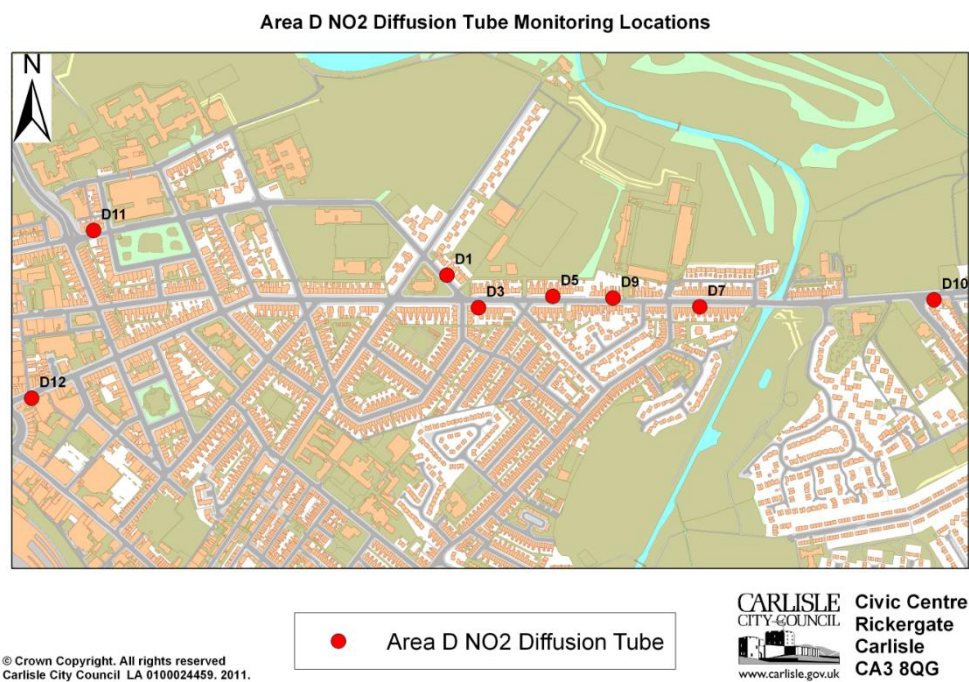 Area D NO2 Diffusion Tube Monitoring Locations
N
D11
D1
D3
D5
D9
D7
D10
D12
Area D NO2 Diffusion Tube
CARLISLE
CITY COUNCIL
www.carlisle.gov.uk
Civic Centre
Rickergate
Carlisle
CA3 8QG
© Crown Copyright. All rights reserved
Carlisle City Council LA 0100024459. 2011.